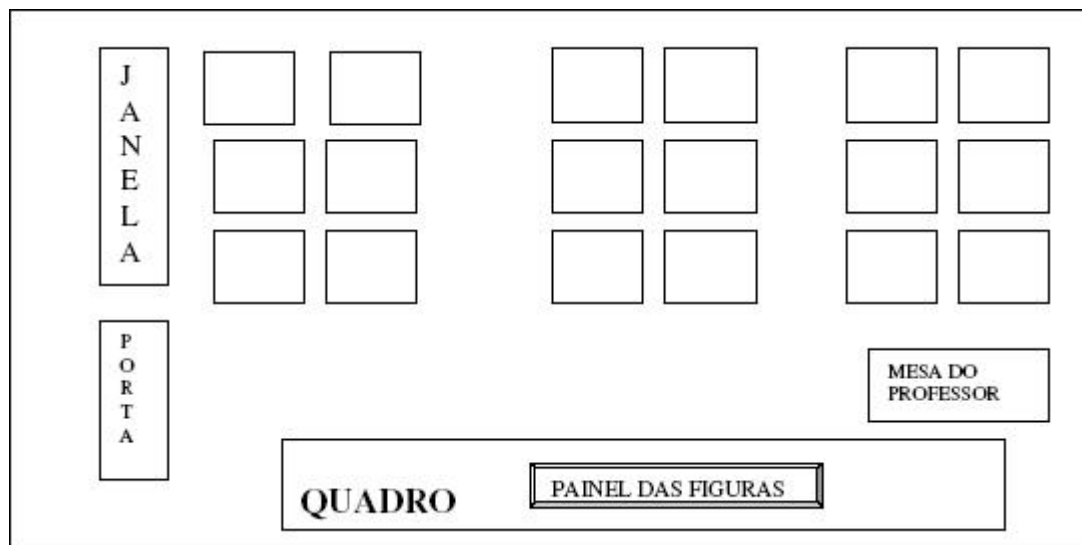 JANELA
PORTA
MESA DO
PROFESSOR
QUADRO
PAINEL DAS FIGURAS